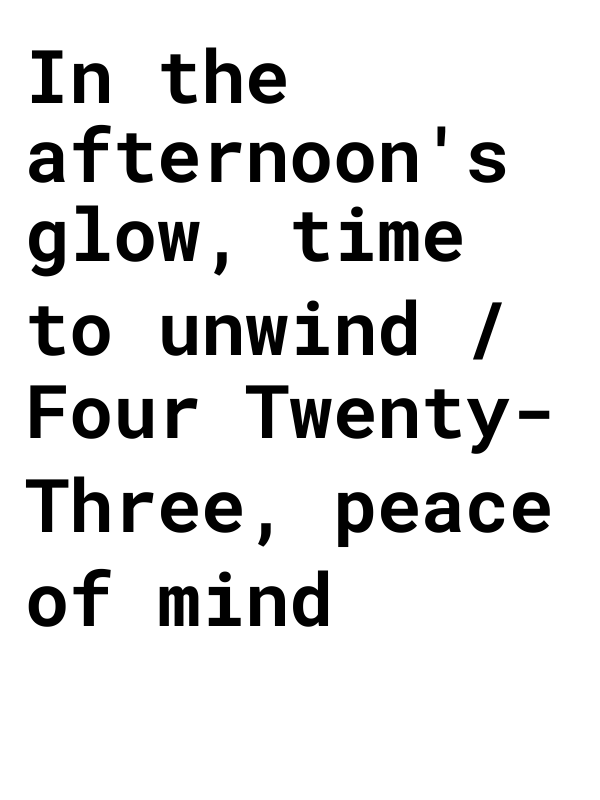 In the
afternoon's
glow, time
to unwind /
Four Twenty-
Three, peace
of mind